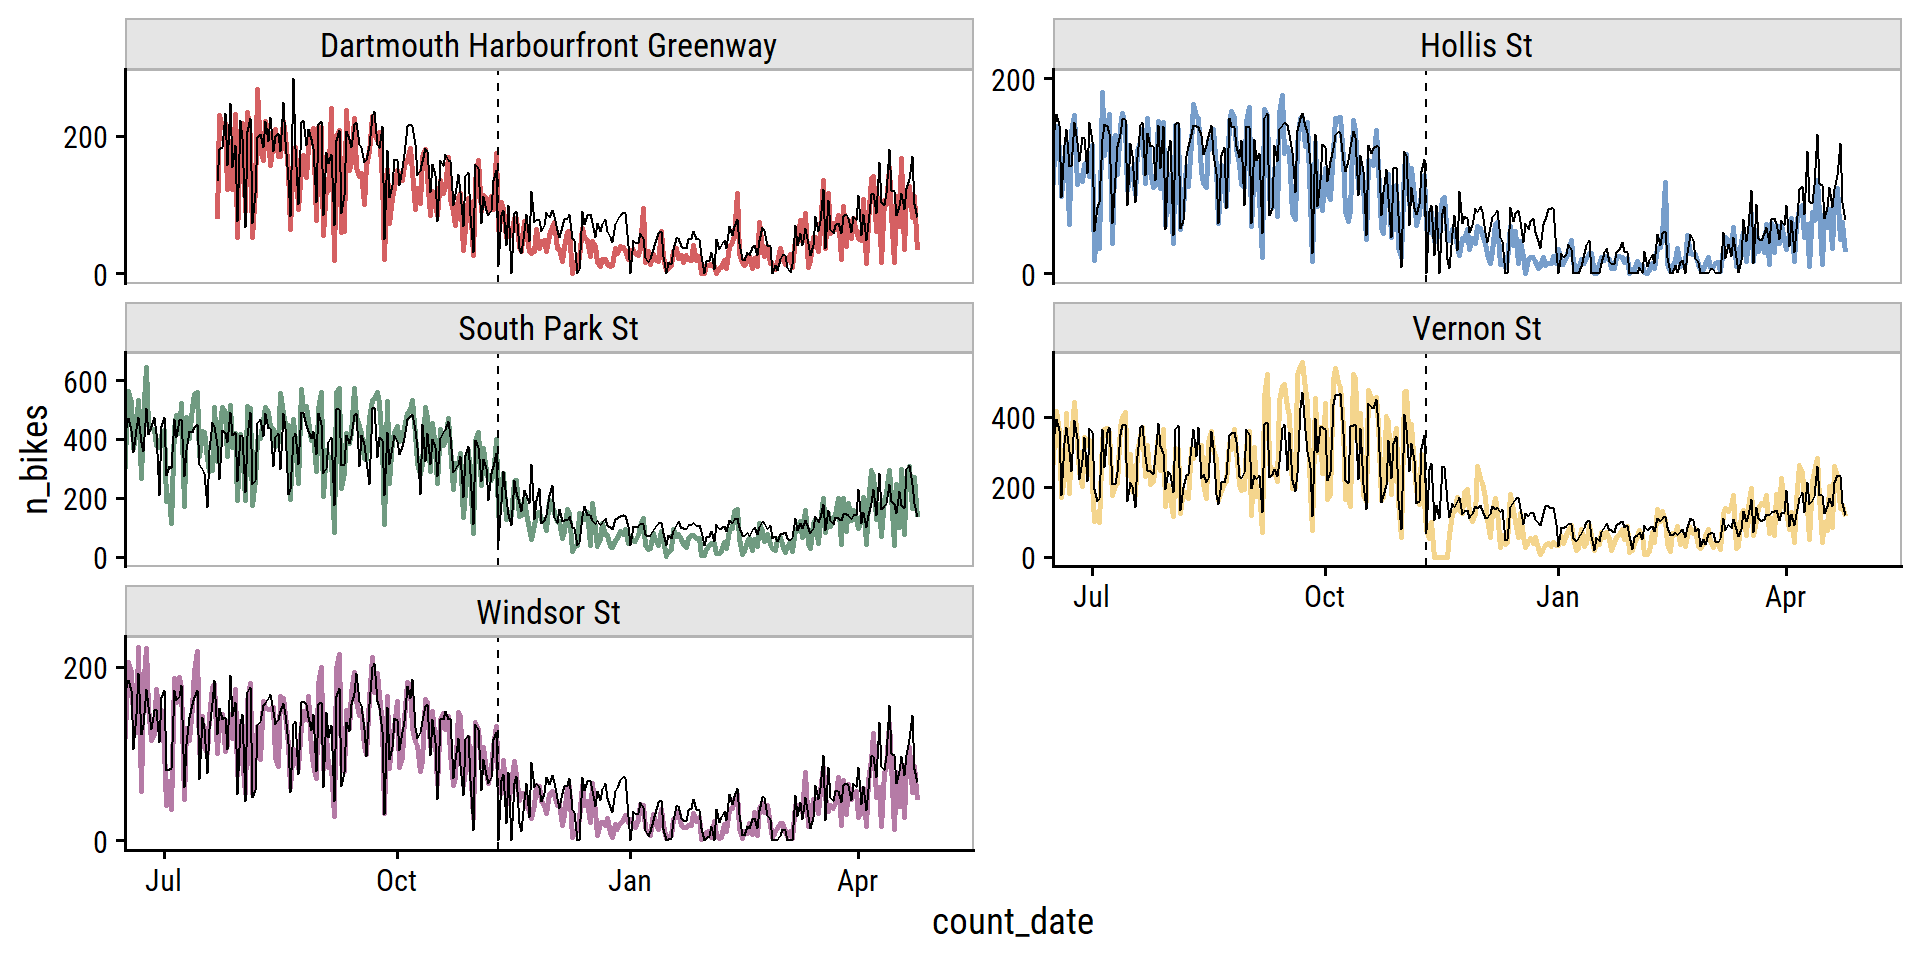 Dartmouth Harbourfront Greenway
200
0
Hollis St
200
0
South Park St
600
400
200
0
Vernon St
400
200
0
Jul Oct Jan Apr
Windsor St
200
0
Jul Oct Jan Apr
n_bikes
count_date